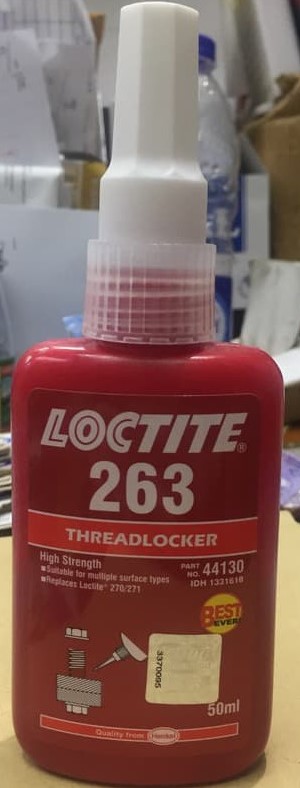 LOCTITE®
263
THREADLOCKER
High Strength
■ Suitable for multiple surface types
■ Replaces Loctite® 270/271
PART NO. 44130
IDH 1331618
BEST EVER!
3370095
50ml
Quality from Henkel